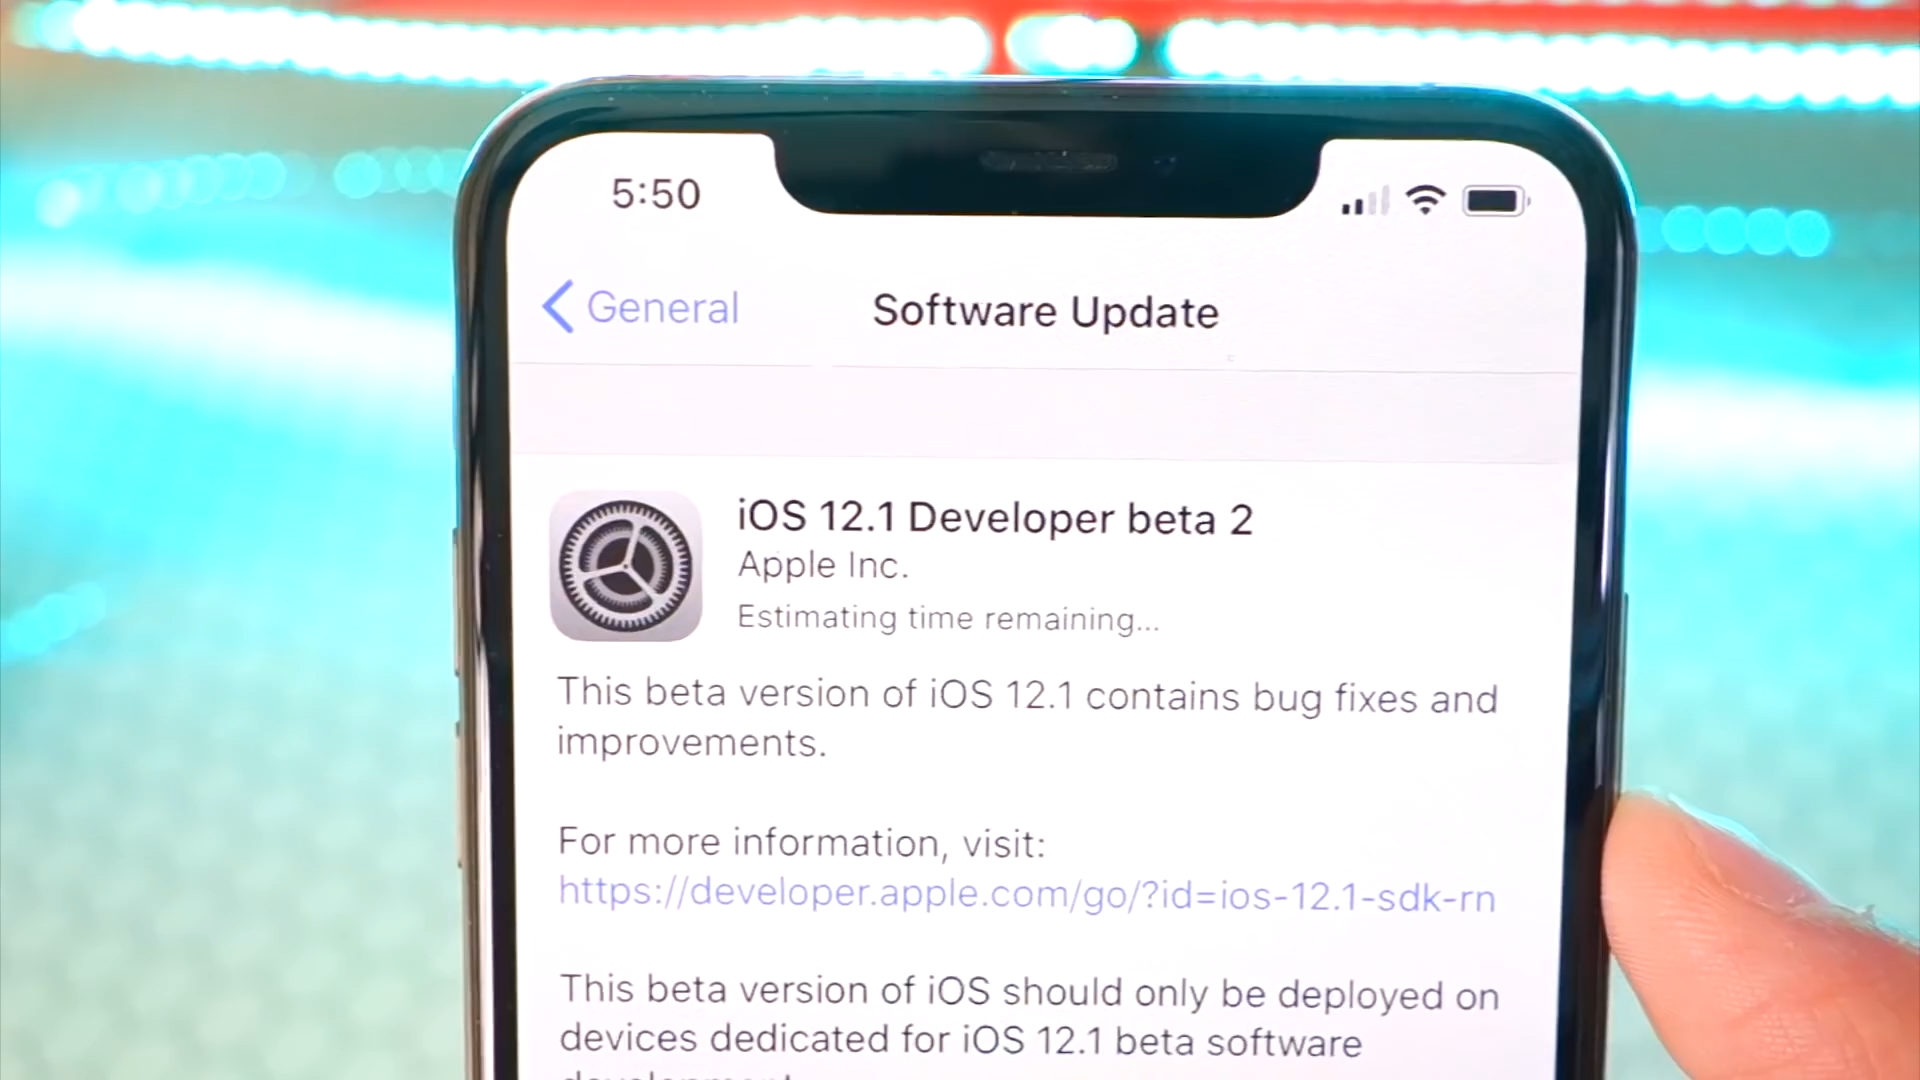 5:50
General
Software Update
iOS 12.1 Developer beta 2
Apple Inc.
Estimating time remaining...
This beta version of iOS 12.1 contains bug fixes and
improvements.
For more information, visit:
https://developer.apple.com/go/?id=ios-12.1-sdk-rn
This beta version of iOS should only be deployed on
devices dedicated for iOS 12.1 beta software